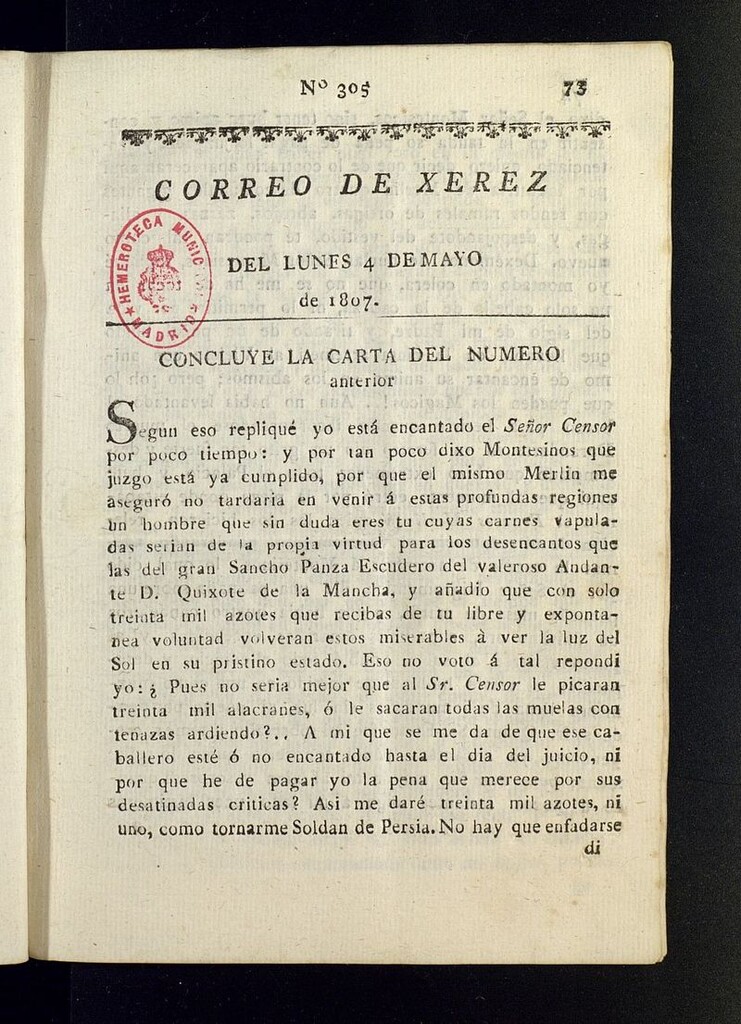 Nº 305 73
CORREO DE XEREZ
HEMEROTECA MUNICIPAL
MADRID
DEL LUNES 4 DE MAYO
de 1807.
CONCLUYE LA CARTA DEL NUMERO
anterior
Segun eso repliqué yo está encantado el Señor Censor
por poco tiempo: y por tan poco dixo Montesinos que
juzgo está ya cumplido, por que el mismo Merlin me
aseguró no tardaria en venir á estas profundas regiones
un hombre que sin duda eres tu cuyas carnes vapula-
das serian de la propia virtud para los desencantos que
las del gran Sancho Panza Escudero del valeroso Andan-
te D. Quixote de la Mancha, y añadio que con solo
treinta mil azotes que recibas de tu libre y exponta-
nea voluntad volveran estos miserables à ver la luz del
Sol en su pristino estado. Eso no voto á tal repondi
yo: ¿ Pues no seria mejor que al Sr. Censor le picaran
treinta mil alacranes, ó le sacaran todas las muelas con
tenazas ardiendo?.. A mi que se me da de que ese ca-
ballero esté ó no encantado hasta el dia del juicio, ni
por que he de pagar yo la pena que merece por sus
desatinadas criticas? Asi me daré treinta mil azotes, ni
uno, como tornarme Soldan de Persia. No hay que enfadarse
di